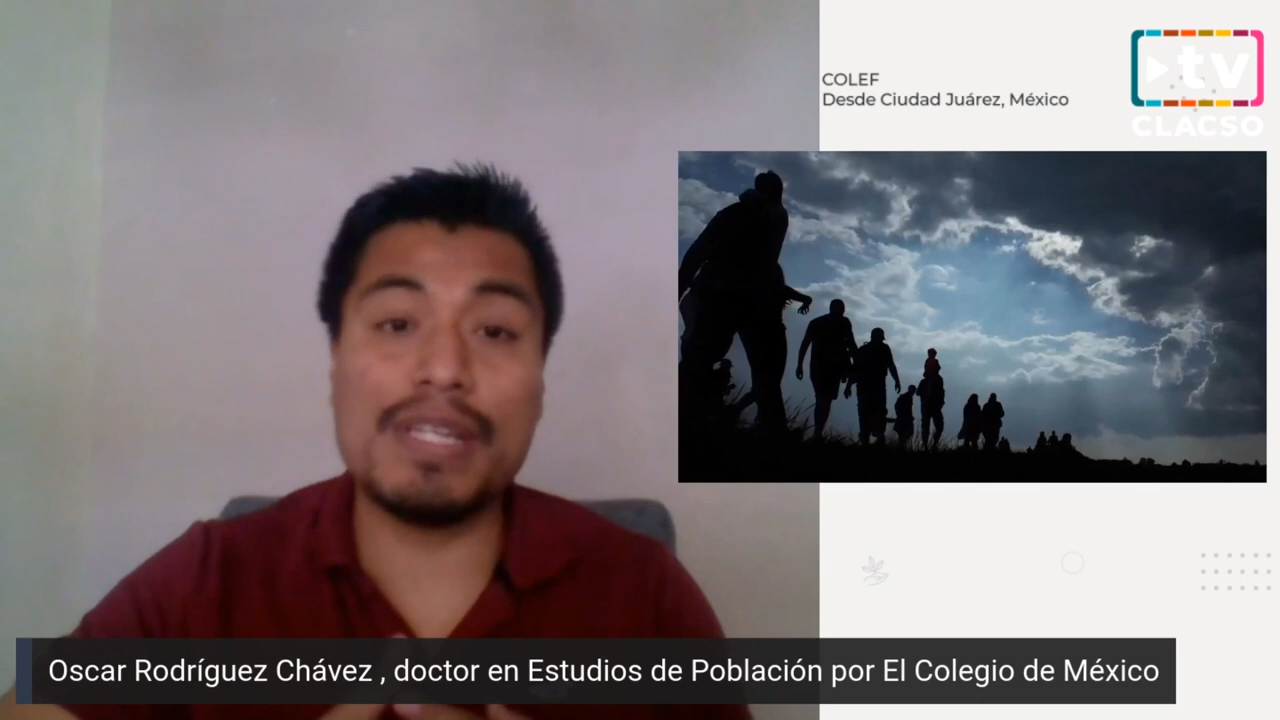 COLEF
Desde Ciudad Juárez, México
tv
CLACSO
Oscar Rodríguez Chávez , doctor en Estudios de Población por El Colegio de México